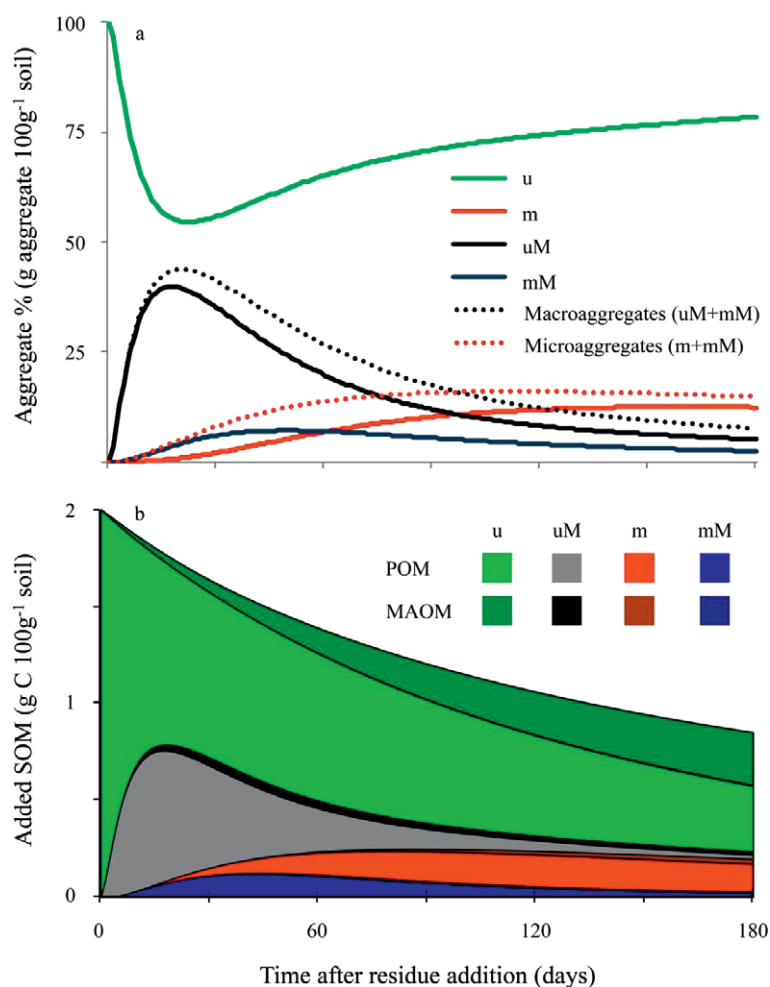 a
100
75
50
25
Aggregate % (g aggregate 100g⁻¹ soil)
u
m
uM
mM
Macroaggregates (uM+mM)
Microaggregates (m+mM)
b
2
1
0
Added SOM (g C 100g⁻¹ soil)
u uM m mM
POM
MAOM
0 60 120 180
Time after residue addition (days)